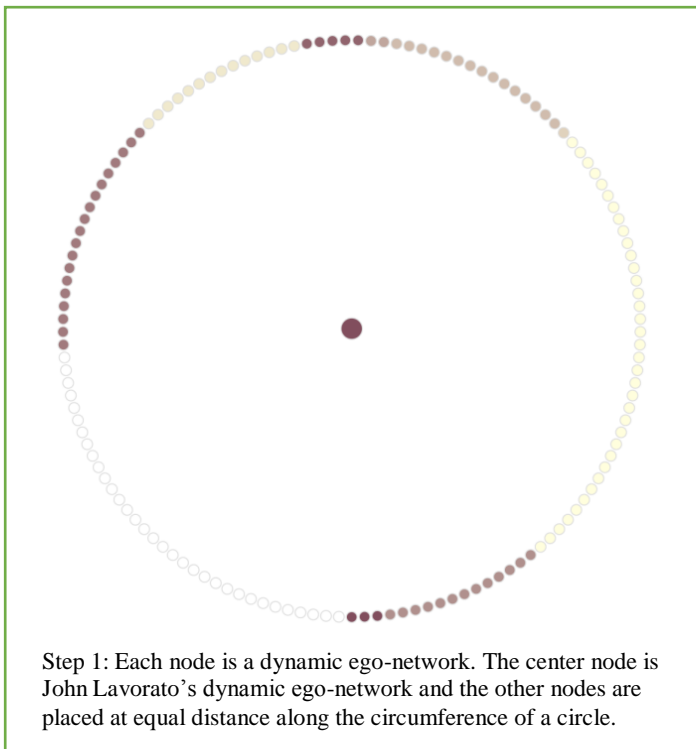 Step 1: Each node is a dynamic ego-network. The center node is
John Lavorato’s dynamic ego-network and the other nodes are
placed at equal distance along the circumference of a circle.